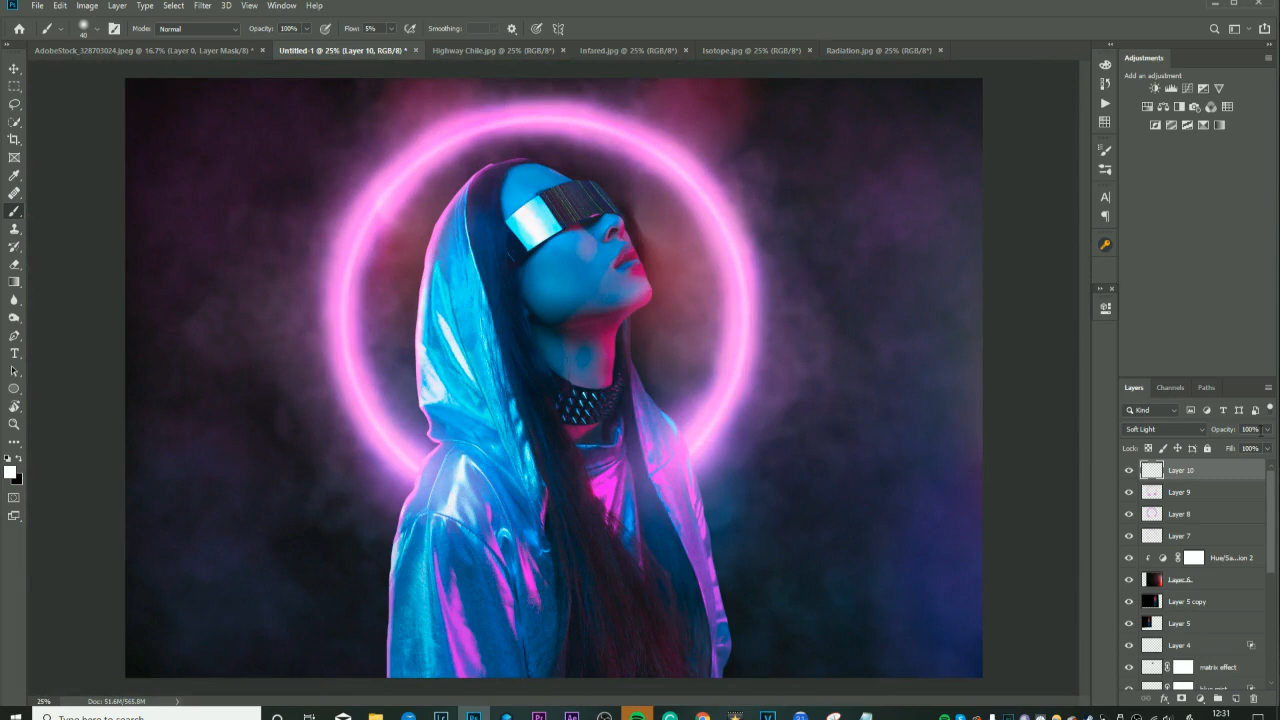 Ps File Edit Image Layer Type Select Filter 3D View Window Help
40 Mode: Normal Opacity: 100% Flow: 5% Smoothing:
AdobeStock_328703024.jpeg @ 16.7% (Layer 0, Layer Mask/8) * × Untitled-1 @ 25% (Layer 10, RGB/8) * × Highway Chile.jpg @ 25% (RGB/8*) × Infared.jpg @ 25% (RGB/8*) × Isotope.jpg @ 25% (RGB/8*) × Radiation.jpg @ 25% (RGB/8*) ×
Adjustments
Add an adjustment
Layers Channels Paths
Kind
Soft Light Opacity: 100%
Lock: Fill: 100%
Layer 10
Layer 9
Layer 8
Layer 7
Hue/Sa...ion 2
Layer 6
Layer 5 copy
Layer 5
Layer 4
matrix effect
blue mist
25% Doc: 51.6M/565.8M
Type here to search
12:31